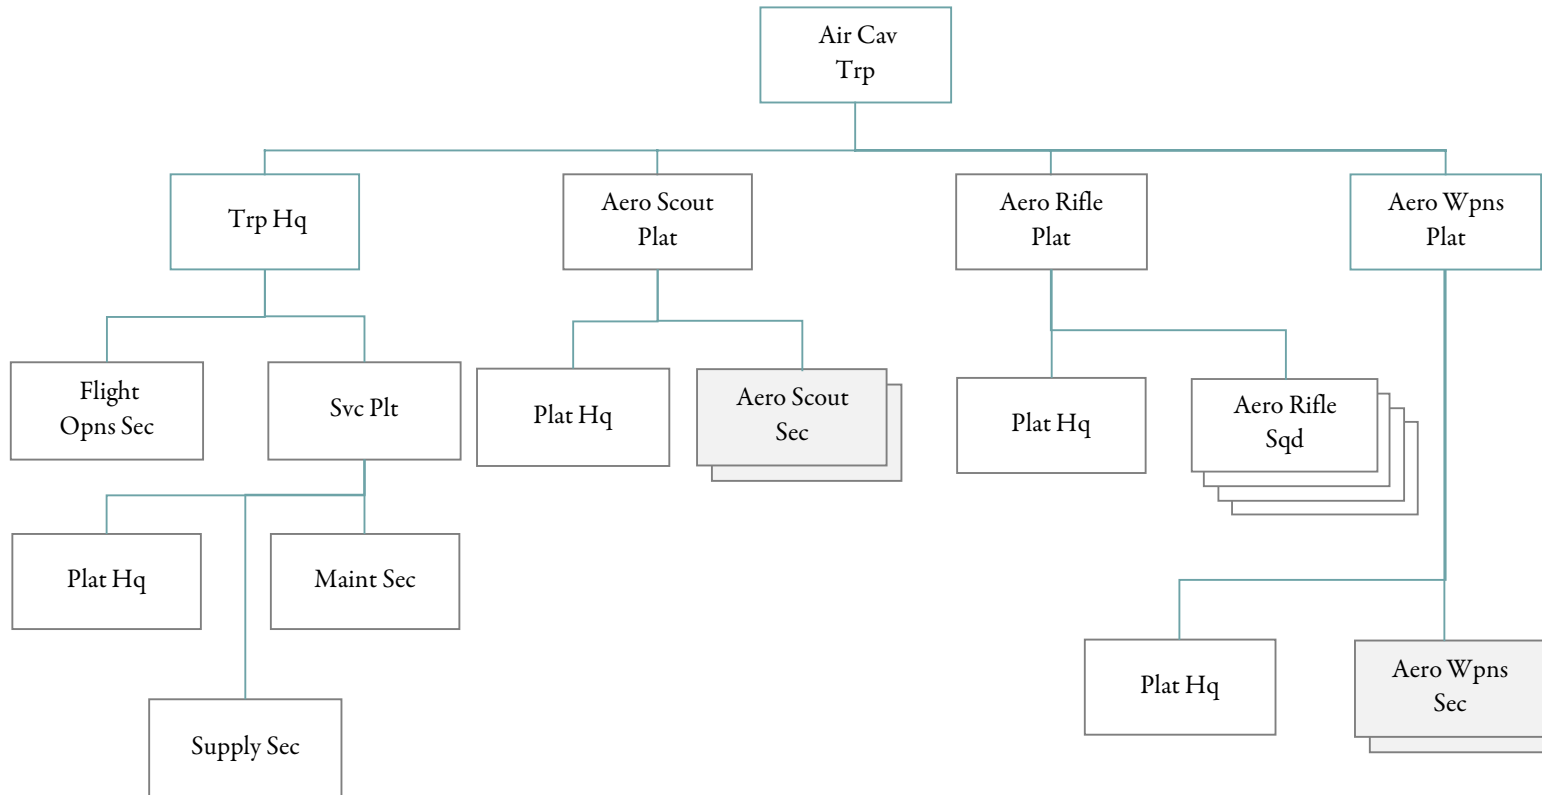 Air Cav
Trp
Trp Hq
Aero Scout
Plat
Aero Rifle
Plat
Aero Wpns
Plat
Flight
Opns Sec
Svc Plt
Plat Hq
Aero Scout
Sec
Plat Hq
Aero Rifle
Sqd
Plat Hq
Maint Sec
Supply Sec
Plat Hq
Aero Wpns
Sec